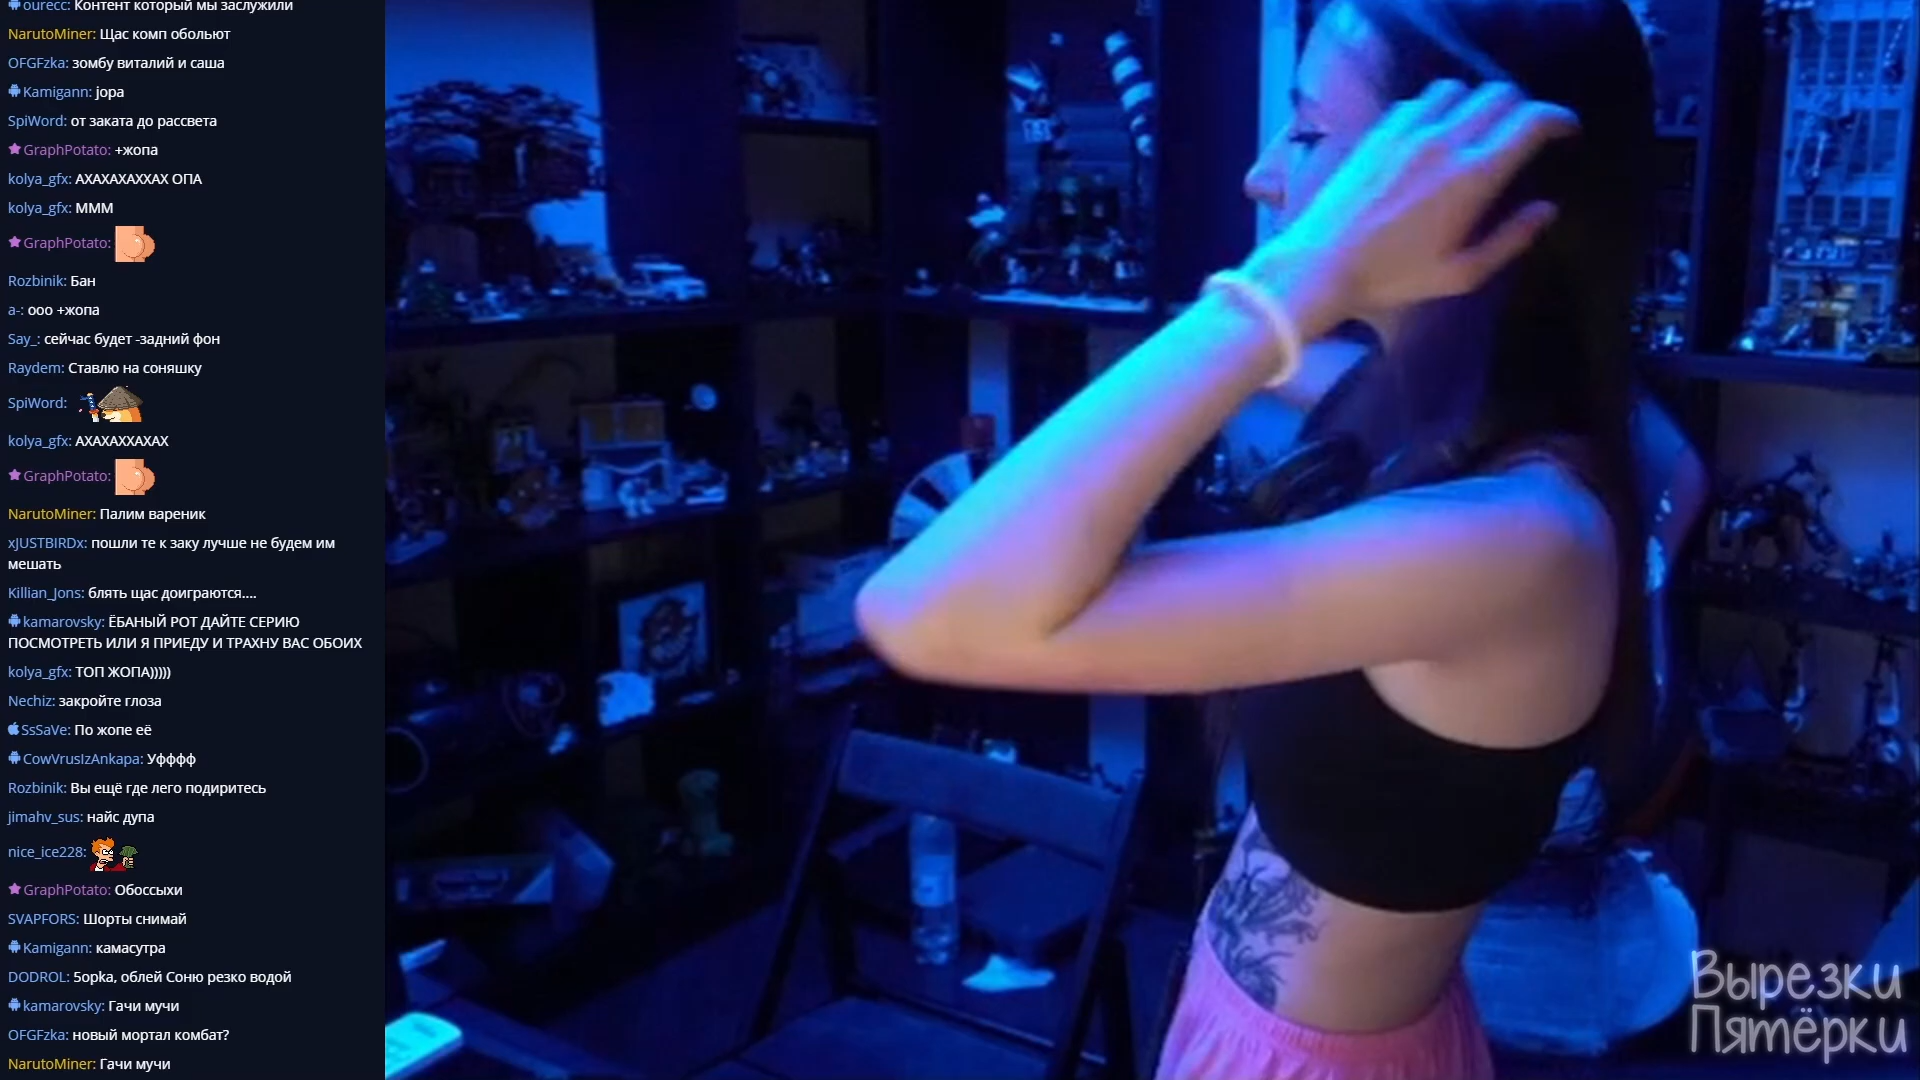 ourecc: Контент который мы заслужили
NarutoMiner: Щас комп обольют
OFGFzka: зомбу виталий и саша
Kamigann: jopa
SpiWord: от заката до рассвета
GraphPotato: +жопа
kolya_gfx: АХАХАХАХХАХ ОПА
kolya_gfx: МММ
GraphPotato:
Rozbinik: Бан
a-: ооо +жопа
Say_: сейчас будет -задний фон
Raydem: Ставлю на соняшку
SpiWord:
kolya_gfx: АХАХАХХАХАХ
GraphPotato:
NarutoMiner: Палим вареник
xJUSTBIRDx: пошли те к заку лучше не будем им
мешать
Killian_Jons: блять щас доиграются....
kamarovsky: ЁБАНЫЙ РОТ ДАЙТЕ СЕРИЮ
ПОСМОТРЕТЬ ИЛИ Я ПРИЕДУ И ТРАХНУ ВАС ОБОИХ
kolya_gfx: ТОП ЖОПА)))))
Nechiz: закройте глоза
SsSaVe: По жопе её
CowVrusIzAnkapa: Уфффф
Rozbinik: Вы ещё где лего подиритесь
jimahv_sus: найс дупа
nice_ice228:
GraphPotato: Обоссыхи
SVAPFORS: Шорты снимай
Kamigann: камасутра
DODROL: 5opka, облей Соню резко водой
kamarovsky: Гачи мучи
OFGFzka: новый мортал комбат?
NarutoMiner: Гачи мучи
Вырезки
Пятёрки